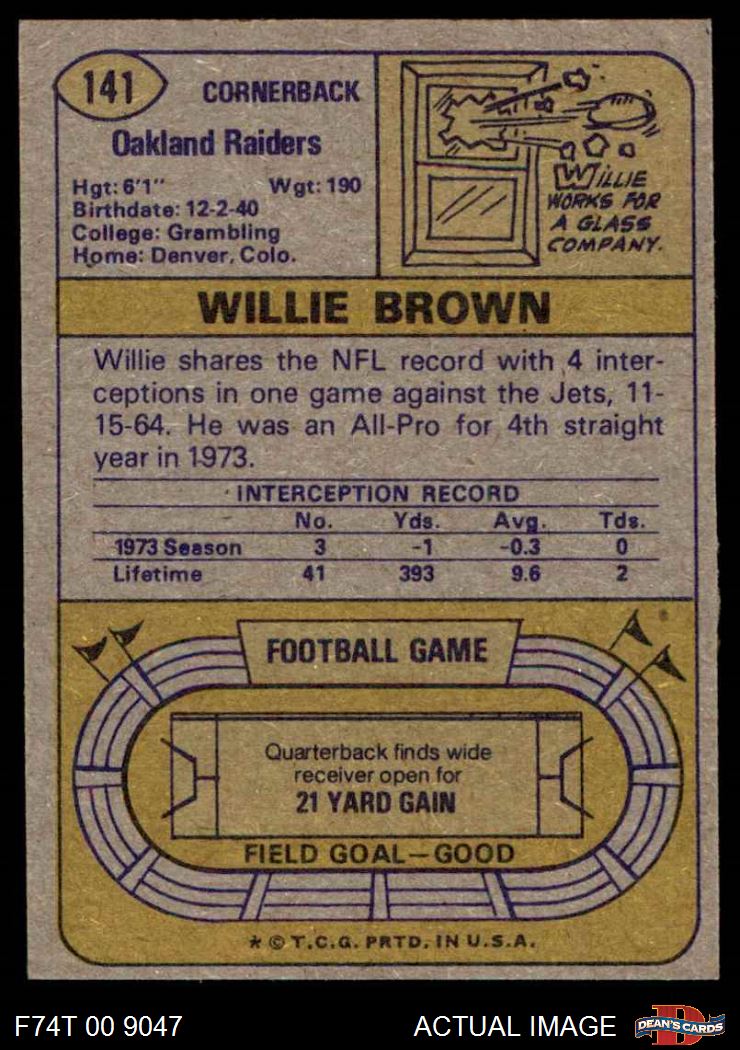 141
CORNERBACK
Oakland Raiders
Hgt: 6'1" Wgt: 190
Birthdate: 12-2-40
College: Grambling
Home: Denver, Colo.
WILLIE
WORKS FOR
A GLASS
COMPANY.
WILLIE BROWN
Willie shares the NFL record with 4 inter-
ceptions in one game against the Jets, 11-
15-64. He was an All-Pro for 4th straight
year in 1973.
INTERCEPTION RECORD
No. Yds. Avg. Tds.
1973 Season 3 -1 -0.3 0
Lifetime 41 393 9.6 2
FOOTBALL GAME
Quarterback finds wide
receiver open for
21 YARD GAIN
FIELD GOAL—GOOD
* © T.C.G. PRTD. IN U.S.A.
F74T 00 9047 ACTUAL IMAGE
D
DEAN'S CARDS